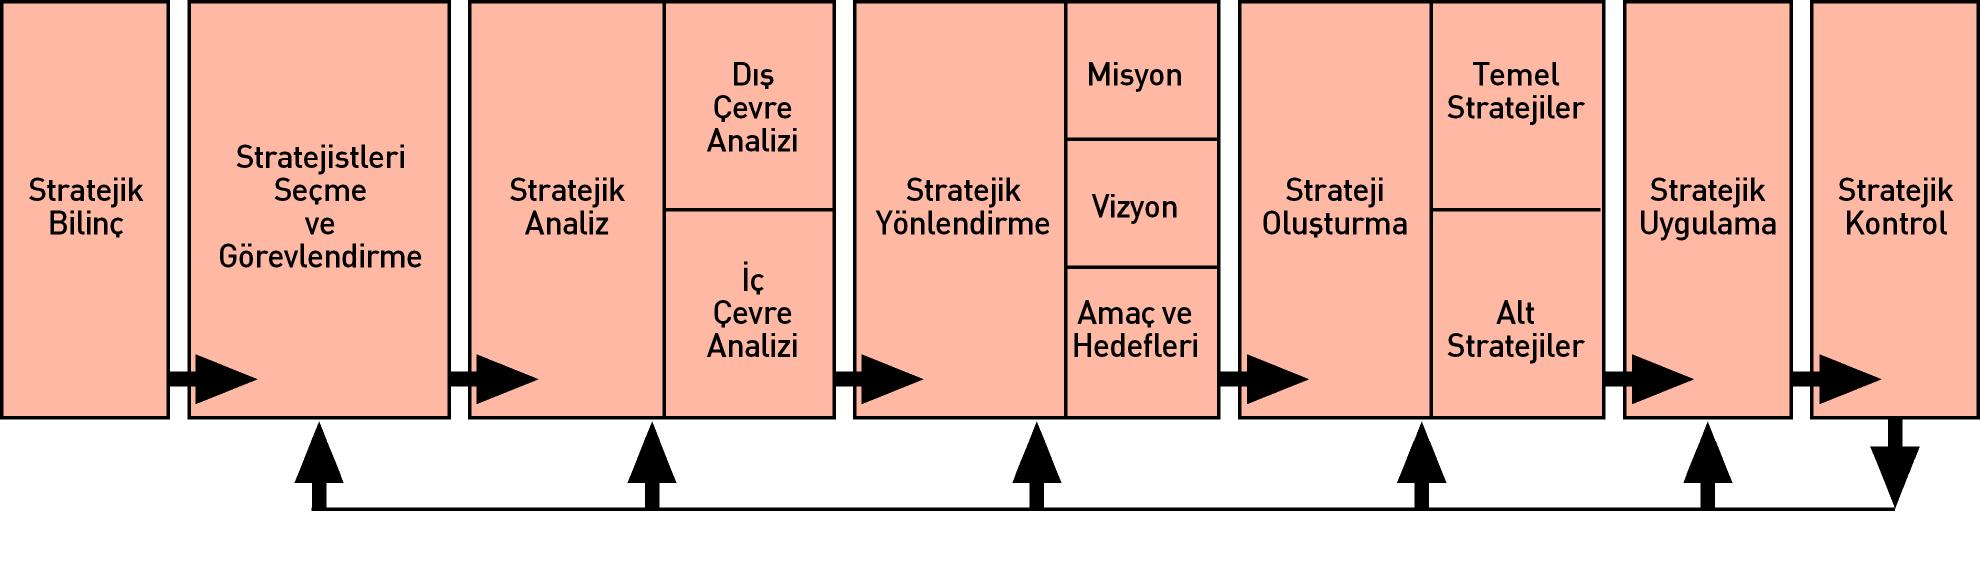 Stratejik
Bilinç
Stratejistleri
Seçme
ve
Görevlendirme
Stratejik
Analiz
Dış
Çevre
Analizi
İç
Çevre
Analizi
Stratejik
Yönlendirme
Misyon
Vizyon
Amaç ve
Hedefleri
Strateji
Oluşturma
Temel
Stratejiler
Alt
Stratejiler
Stratejik
Uygulama
Stratejik
Kontrol